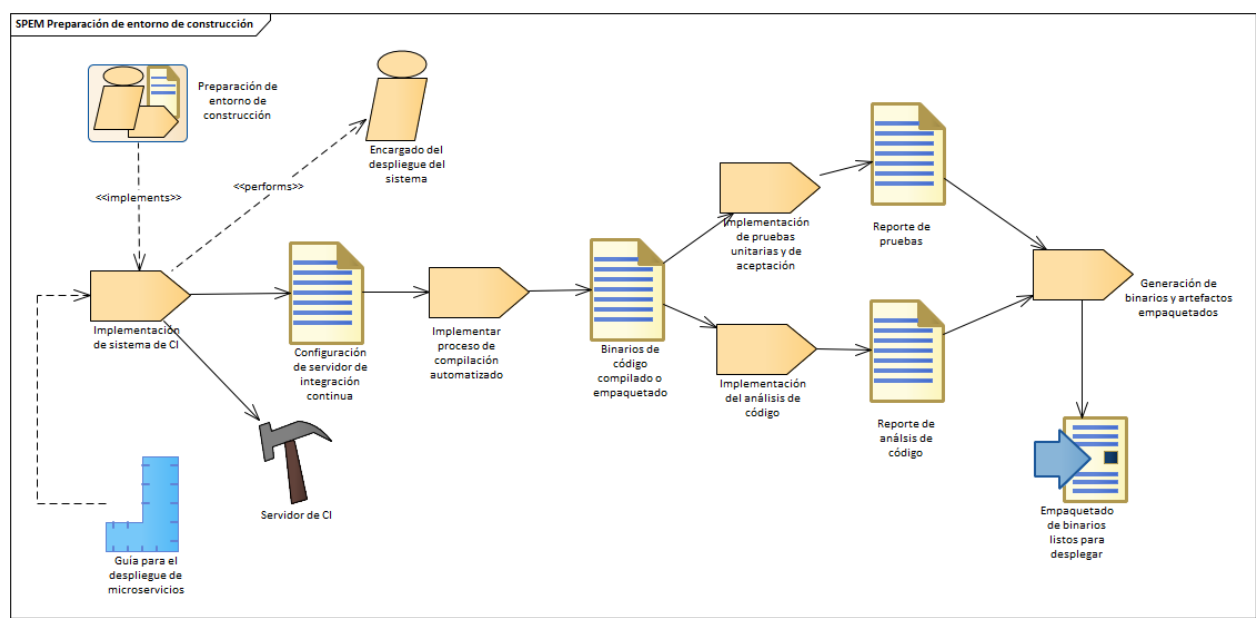 SPEM Preparación de entorno de construcción
Preparación de
entorno de
construcción
Encargado del
despliegue del
sistema
<<implements>>
<<performs>>
Implementación
de pruebas
unitarias y de
aceptación
Reporte de
pruebas
Generación de
binarios y artefactos
empaquetados
Implementación
de sistema de CI
Configuración
de servidor de
integración
continua
Implementar
proceso de
compilación
automatizado
Binarios de
código
compilado o
empaquetado
Implementación
del análisis de
código
Reporte de
análsis de
código
Servidor de CI
Empaquetado
de binarios
listos para
desplegar
Guía para el
despliegue de
microservicios